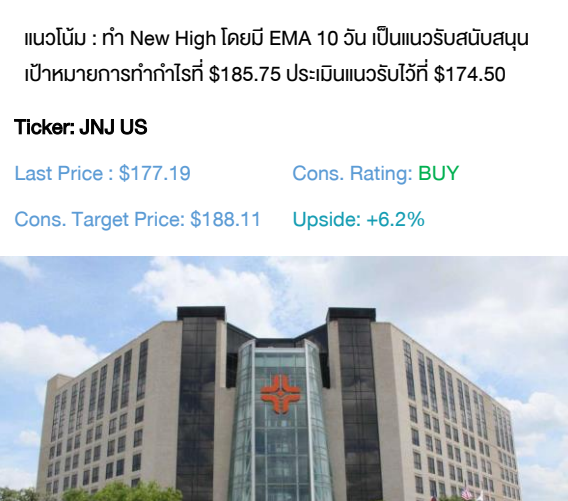 แนวโน้ม : ทำ New High โดยมี EMA 10 วัน เป็นแนวรับสนับสนุน
เป้าหมายการทำกำไรที่ $185.75 ประเมินแนวรับไว้ที่ $174.50
Ticker: JNJ US
Last Price : $177.19 Cons. Rating: BUY
Cons. Target Price: $188.11 Upside: +6.2%